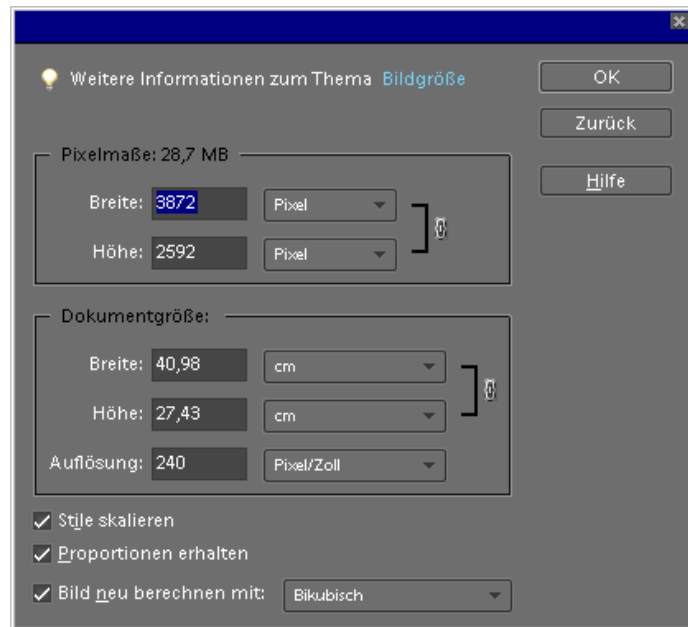 Weitere Informationen zum Thema Bildgröße
OK
Zurück
Hilfe
Pixelmaße: 28,7 MB
Breite: 3872 Pixel
Höhe: 2592 Pixel
Dokumentgröße:
Breite: 40,98 cm
Höhe: 27,43 cm
Auflösung: 240 Pixel/Zoll
Stile skalieren
Proportionen erhalten
Bild neu berechnen mit: Bikubisch